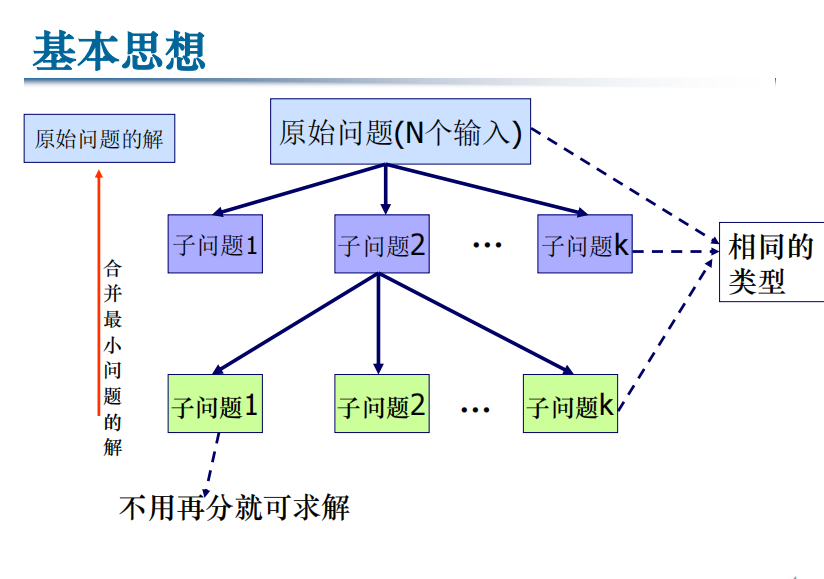 基本思想
原始问题的解
原始问题(N个输入)
子问题1
子问题2
...
子问题k
相同的
类型
合并最小问题的解
子问题1
子问题2
...
子问题k
不用再分就可求解